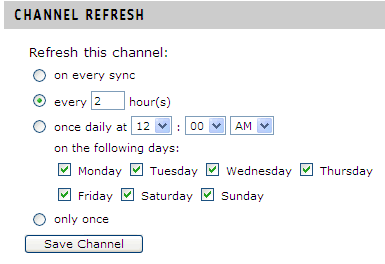 CHANNEL REFRESH
Refresh this channel:
on every sync
every 2 hour(s)
once daily at 12 : 00 AM
on the following days:
Monday Tuesday Wednesday Thursday
Friday Saturday Sunday
only once
Save Channel